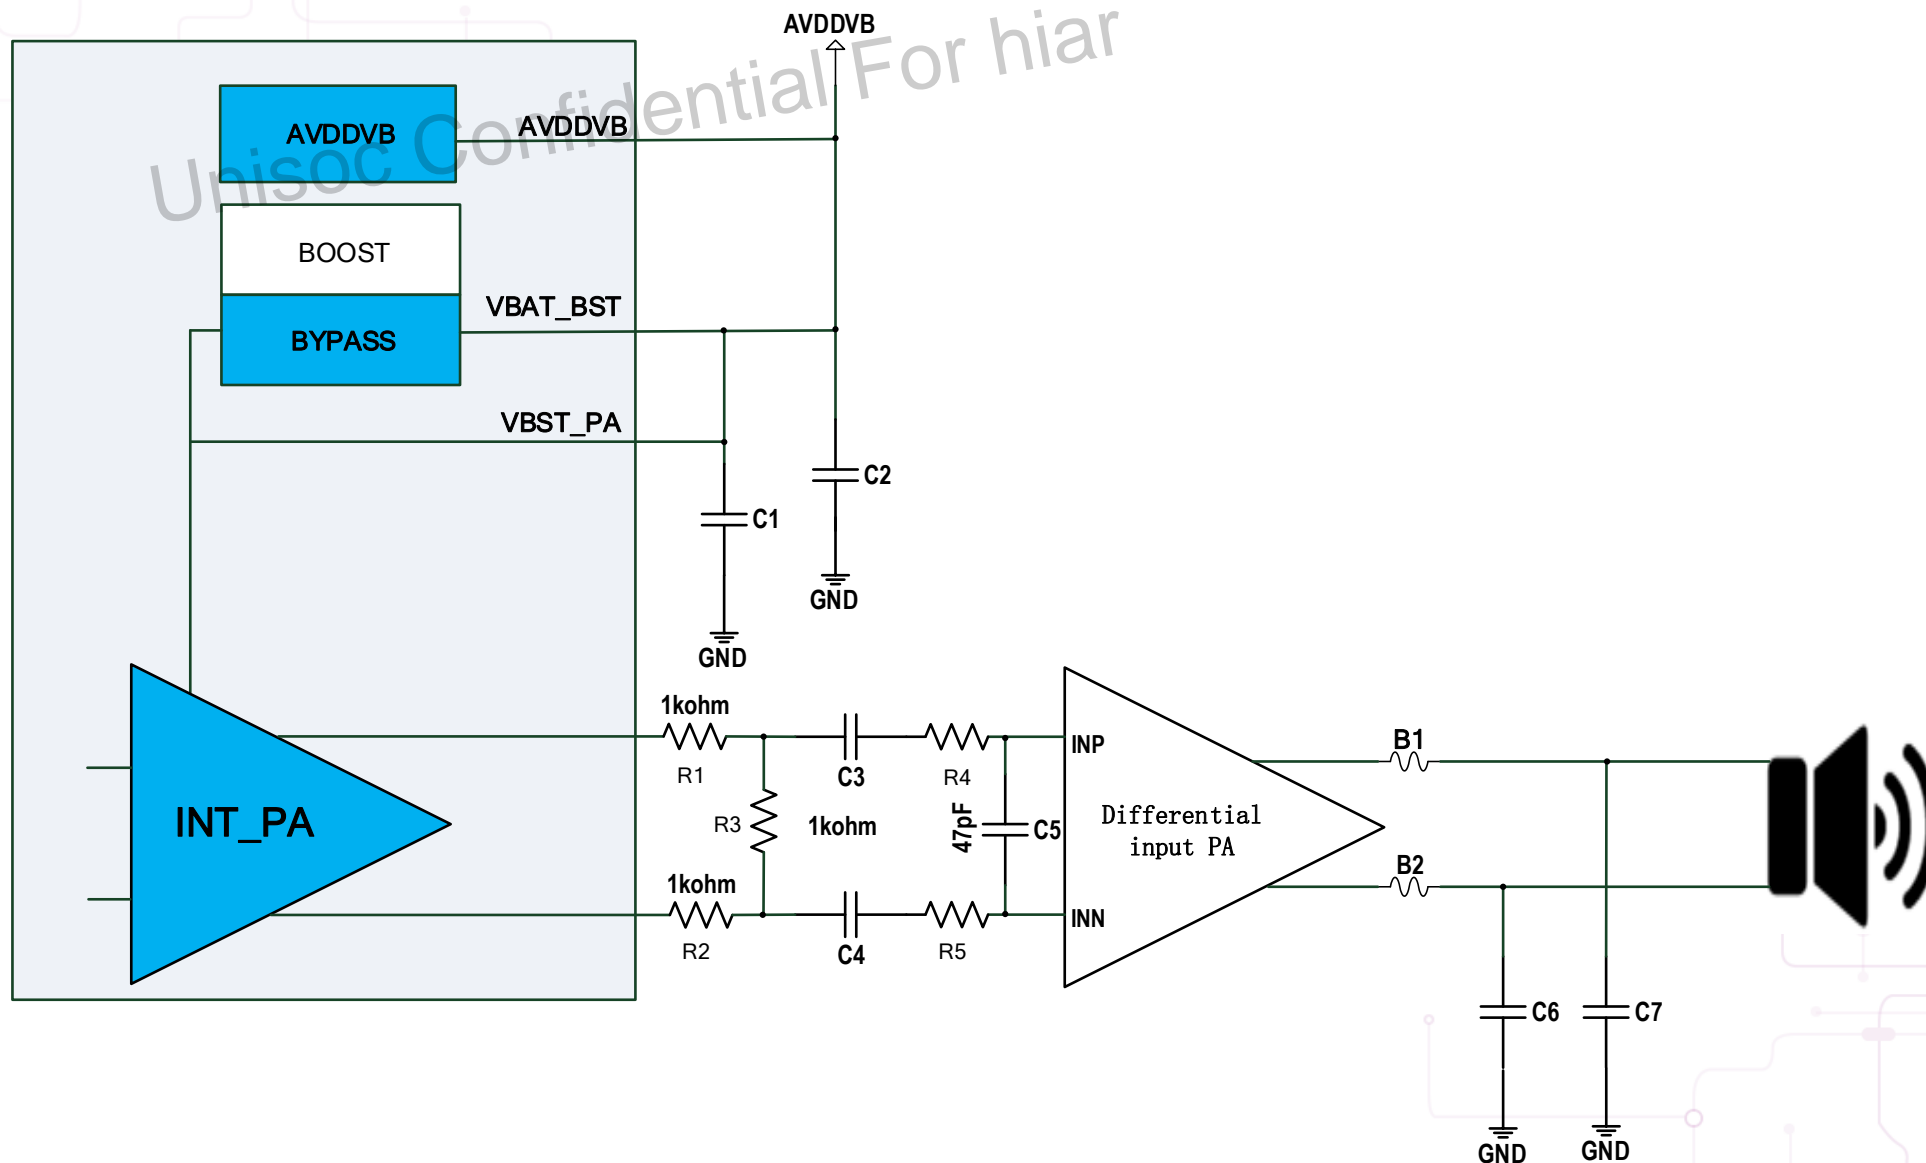 AVDDVB
Unisoc Confidential For hiar
AVDDVB
AVDDVB
BOOST
VBAT_BST
BYPASS
VBST_PA
C2
C1
GND
GND
1kohm
R1
C3
R4
INP
B1
R3
1kohm
47pF
C5
Differential
input PA
INT_PA
B2
1kohm
R2
C4
R5
INN
C6
C7
GND
GND